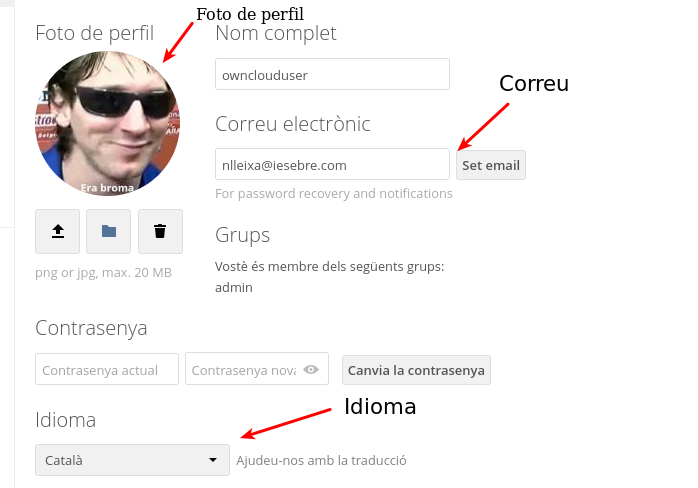 Foto de perfil
Foto de perfil
Nom complet
ownclouduser
Correu
Correu electrònic
nlleixa@iesebre.com
Set email
For password recovery and notifications
Era broma
png or jpg, max. 20 MB
Grups
Vostè és membre dels següents grups:
admin
Contrasenya
Contrasenya actual
Contrasenya nova
Canvia la contrasenya
Idioma
Idioma
Català
Ajudeu-nos amb la traducció